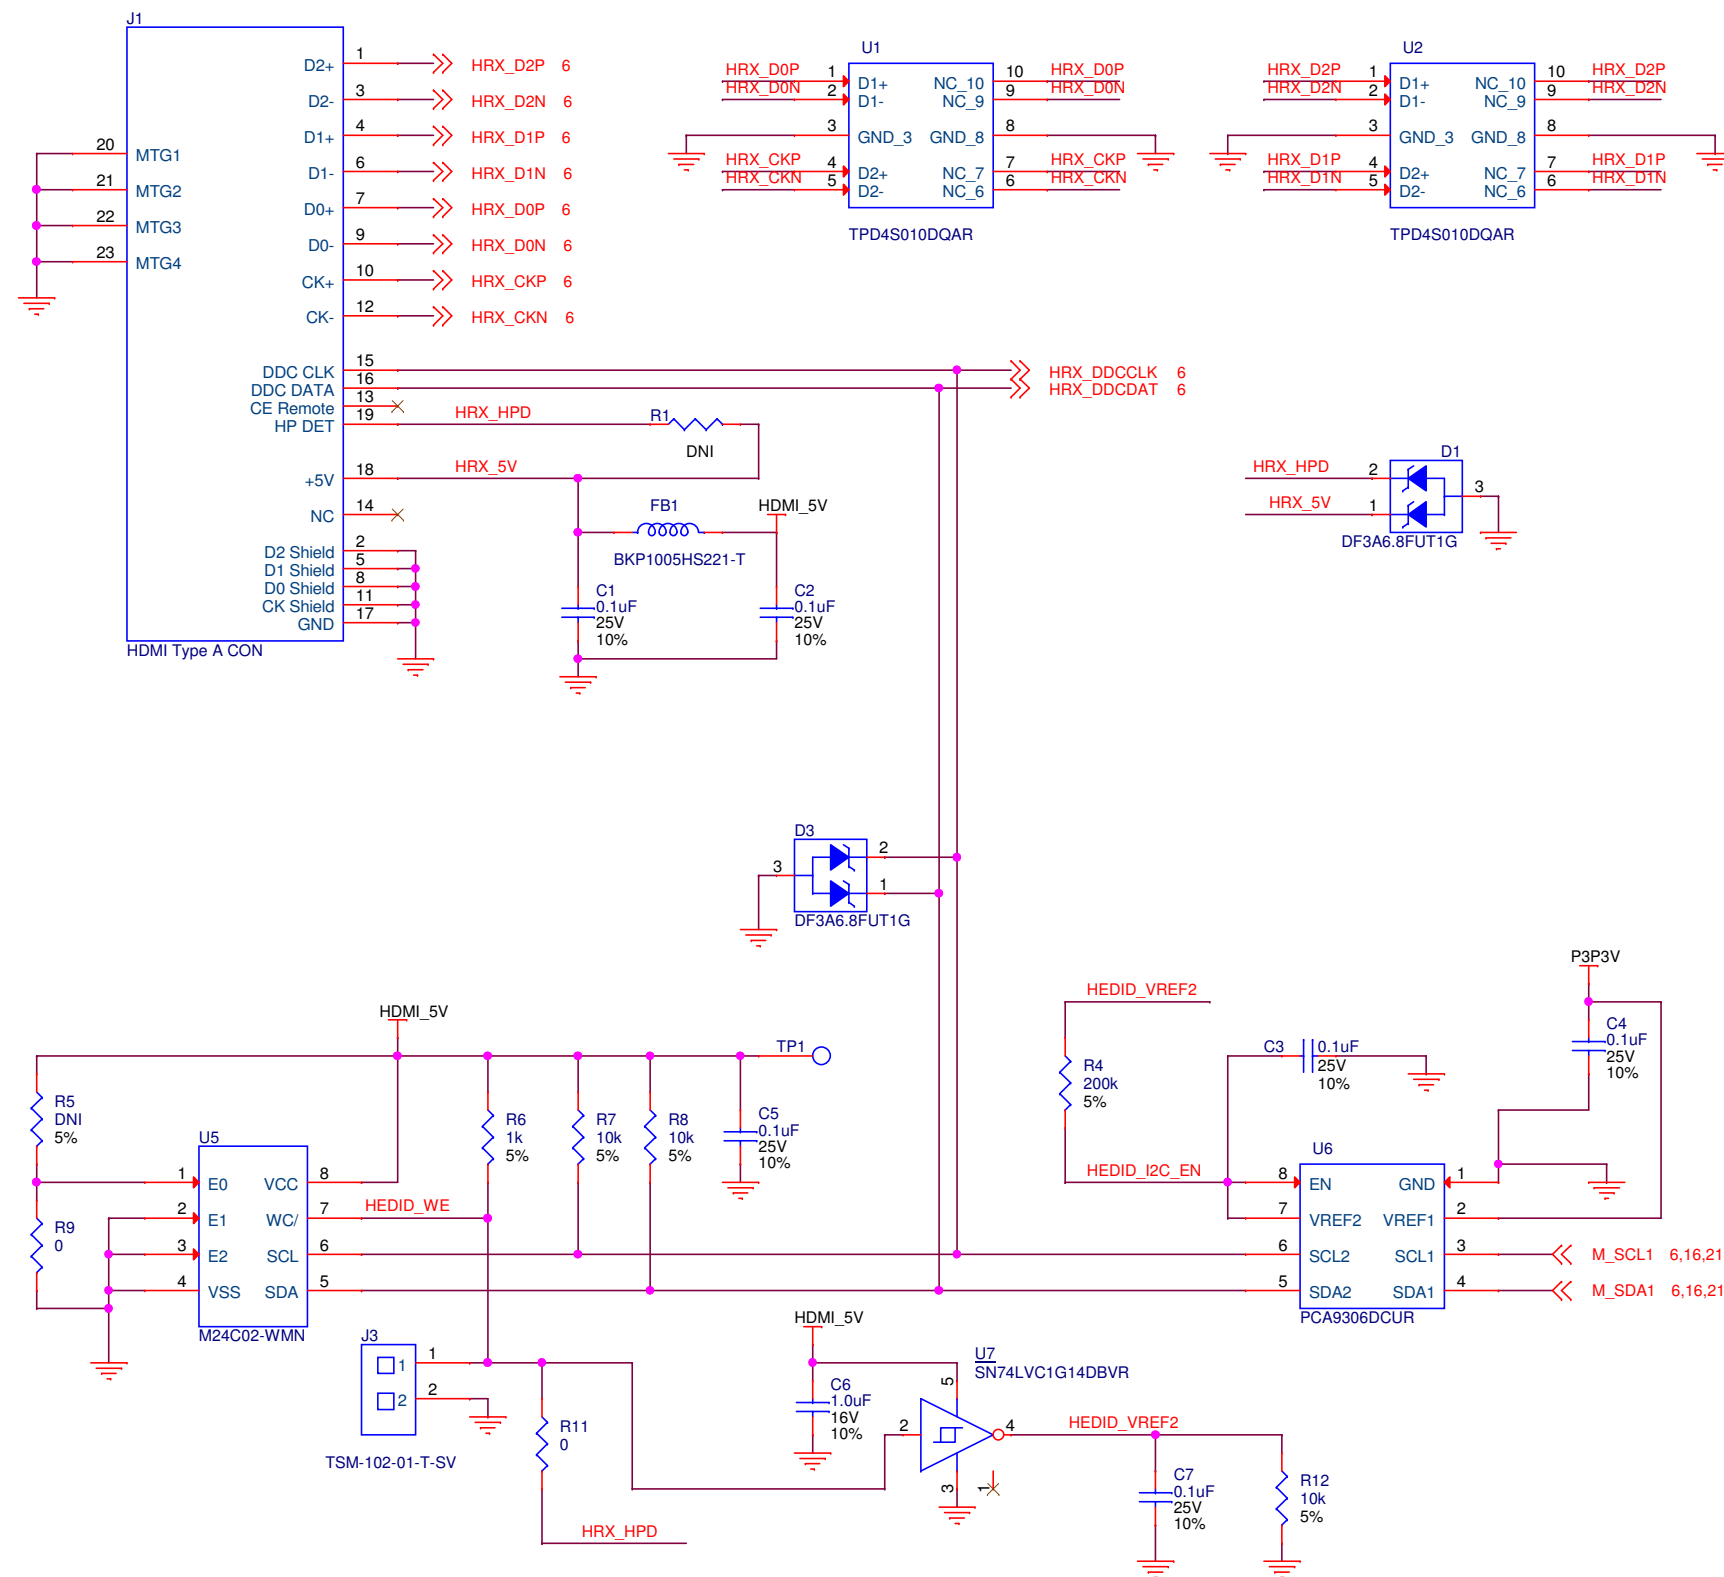 J1
D2+ 1 HRX_D2P 6
D2- 3 HRX_D2N 6
D1+ 4 HRX_D1P 6
D1- 6 HRX_D1N 6
D0+ 7 HRX_D0P 6
D0- 9 HRX_D0N 6
CK+ 10 HRX_CKP 6
CK- 12 HRX_CKN 6
20 MTG1
21 MTG2
22 MTG3
23 MTG4
DDC CLK 15 HRX_DDCCLK 6
DDC DATA 16 HRX_DDCDAT 6
CE Remote 13
HP DET 19 HRX_HPD R1
DNI
+5V 18 HRX_5V
NC 14
D2 Shield 2
D1 Shield 5
D0 Shield 8
CK Shield 11
GND 17
HDMI Type A CON
FB1 HDMI_5V
BKP1005HS221-T
C1
0.1uF
25V
10%
C2
0.1uF
25V
10%
U1
HRX_D0P 1 D1+ NC_10 10 HRX_D0P
HRX_D0N 2 D1- NC_9 9 HRX_D0N
3 GND_3 GND_8 8
HRX_CKP 4 D2+ NC_7 7 HRX_CKP
HRX_CKN 5 D2- NC_6 6 HRX_CKN
TPD4S010DQAR
U2
HRX_D2P 1 D1+ NC_10 10 HRX_D2P
HRX_D2N 2 D1- NC_9 9 HRX_D2N
3 GND_3 GND_8 8
HRX_D1P 4 D2+ NC_7 7 HRX_D1P
HRX_D1N 5 D2- NC_6 6 HRX_D1N
TPD4S010DQAR
D1
HRX_HPD 2
3
HRX_5V 1
DF3A6.8FUT1G
D3
2
3
1
DF3A6.8FUT1G
HDMI_5V
TP1
R5
DNI
5%
R9
0
R6
1k
5%
R7
10k
5%
R8
10k
5%
C5
0.1uF
25V
10%
U5
1 E0 VCC 8
2 E1 WC/ 7 HEDID_WE
3 E2 SCL 6
4 VSS SDA 5
M24C02-WMN
J3
1 1
2 2
TSM-102-01-T-SV
R11
0
HRX_HPD
HDMI_5V
C6
1.0uF
16V
10%
U7
SN74LVC1G14DBVR
5
2 4 HEDID_VREF2
3 1
C7
0.1uF
25V
10%
R12
10k
5%
HEDID_VREF2
R4
200k
5%
C3 0.1uF
25V
10%
P3P3V
C4
0.1uF
25V
10%
U6
HEDID_I2C_EN 8 EN GND 1
7 VREF2 VREF1 2
6 SCL2 SCL1 3 M_SCL1 6,16,21
5 SDA2 SDA1 4 M_SDA1 6,16,21
PCA9306DCUR